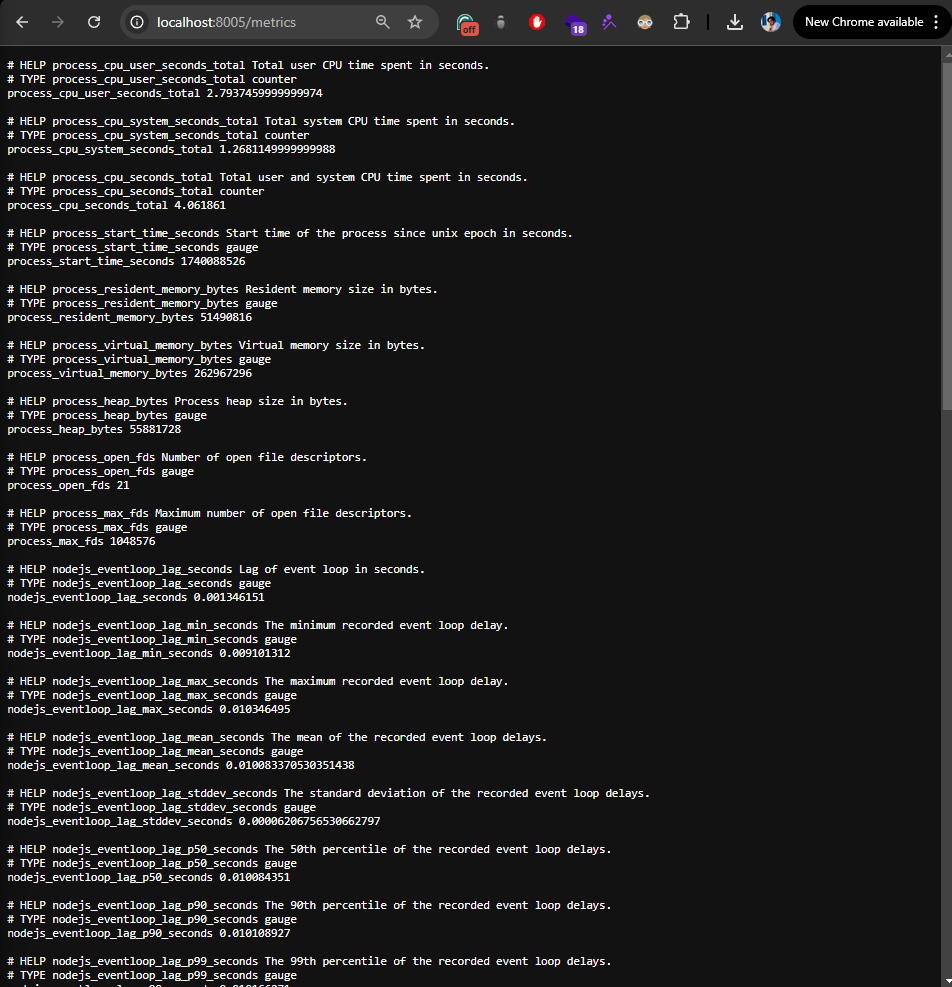 localhost:8005/metrics
off
18
New Chrome available
# HELP process_cpu_user_seconds_total Total user CPU time spent in seconds.
# TYPE process_cpu_user_seconds_total counter
process_cpu_user_seconds_total 2.7937459999999974
# HELP process_cpu_system_seconds_total Total system CPU time spent in seconds.
# TYPE process_cpu_system_seconds_total counter
process_cpu_system_seconds_total 1.2681149999999988
# HELP process_cpu_seconds_total Total user and system CPU time spent in seconds.
# TYPE process_cpu_seconds_total counter
process_cpu_seconds_total 4.061861
# HELP process_start_time_seconds Start time of the process since unix epoch in seconds.
# TYPE process_start_time_seconds gauge
process_start_time_seconds 1740088526
# HELP process_resident_memory_bytes Resident memory size in bytes.
# TYPE process_resident_memory_bytes gauge
process_resident_memory_bytes 51490816
# HELP process_virtual_memory_bytes Virtual memory size in bytes.
# TYPE process_virtual_memory_bytes gauge
process_virtual_memory_bytes 262967296
# HELP process_heap_bytes Process heap size in bytes.
# TYPE process_heap_bytes gauge
process_heap_bytes 55881728
# HELP process_open_fds Number of open file descriptors.
# TYPE process_open_fds gauge
process_open_fds 21
# HELP process_max_fds Maximum number of open file descriptors.
# TYPE process_max_fds gauge
process_max_fds 1048576
# HELP nodejs_eventloop_lag_seconds Lag of event loop in seconds.
# TYPE nodejs_eventloop_lag_seconds gauge
nodejs_eventloop_lag_seconds 0.001346151
# HELP nodejs_eventloop_lag_min_seconds The minimum recorded event loop delay.
# TYPE nodejs_eventloop_lag_min_seconds gauge
nodejs_eventloop_lag_min_seconds 0.009101312
# HELP nodejs_eventloop_lag_max_seconds The maximum recorded event loop delay.
# TYPE nodejs_eventloop_lag_max_seconds gauge
nodejs_eventloop_lag_max_seconds 0.010346495
# HELP nodejs_eventloop_lag_mean_seconds The mean of the recorded event loop delays.
# TYPE nodejs_eventloop_lag_mean_seconds gauge
nodejs_eventloop_lag_mean_seconds 0.010083370530351438
# HELP nodejs_eventloop_lag_stddev_seconds The standard deviation of the recorded event loop delays.
# TYPE nodejs_eventloop_lag_stddev_seconds gauge
nodejs_eventloop_lag_stddev_seconds 0.00006206756530662797
# HELP nodejs_eventloop_lag_p50_seconds The 50th percentile of the recorded event loop delays.
# TYPE nodejs_eventloop_lag_p50_seconds gauge
nodejs_eventloop_lag_p50_seconds 0.010084351
# HELP nodejs_eventloop_lag_p90_seconds The 90th percentile of the recorded event loop delays.
# TYPE nodejs_eventloop_lag_p90_seconds gauge
nodejs_eventloop_lag_p90_seconds 0.010108927
# HELP nodejs_eventloop_lag_p99_seconds The 99th percentile of the recorded event loop delays.
# TYPE nodejs_eventloop_lag_p99_seconds gauge